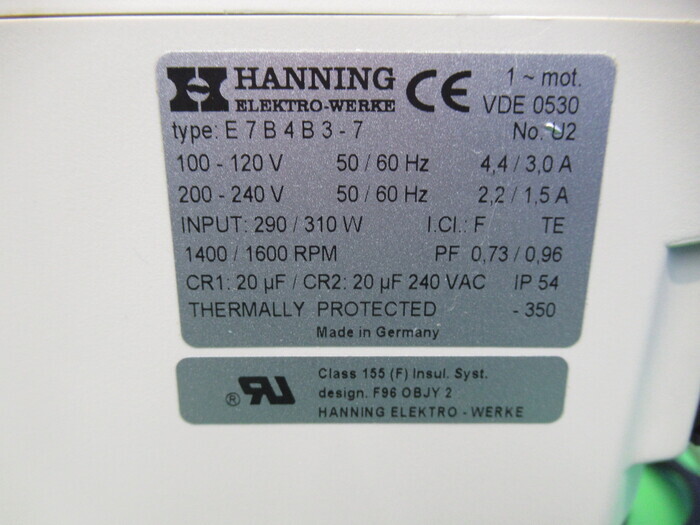 HANNING CE 1 ~ mot.
ELEKTRO-WERKE VDE 0530
type: E 7 B 4 B 3 - 7 No. U2
100 - 120 V 50 / 60 Hz 4,4 / 3,0 A
200 - 240 V 50 / 60 Hz 2,2 / 1,5 A
INPUT: 290 / 310 W I.Cl.: F TE
1400 / 1600 RPM PF 0,73 / 0,96
CR1: 20 µF / CR2: 20 µF 240 VAC IP 54
THERMALLY PROTECTED - 350
Made in Germany
Class 155 (F) Insul. Syst.
® RU design. F96 OBJY 2
HANNING ELEKTRO - WERKE